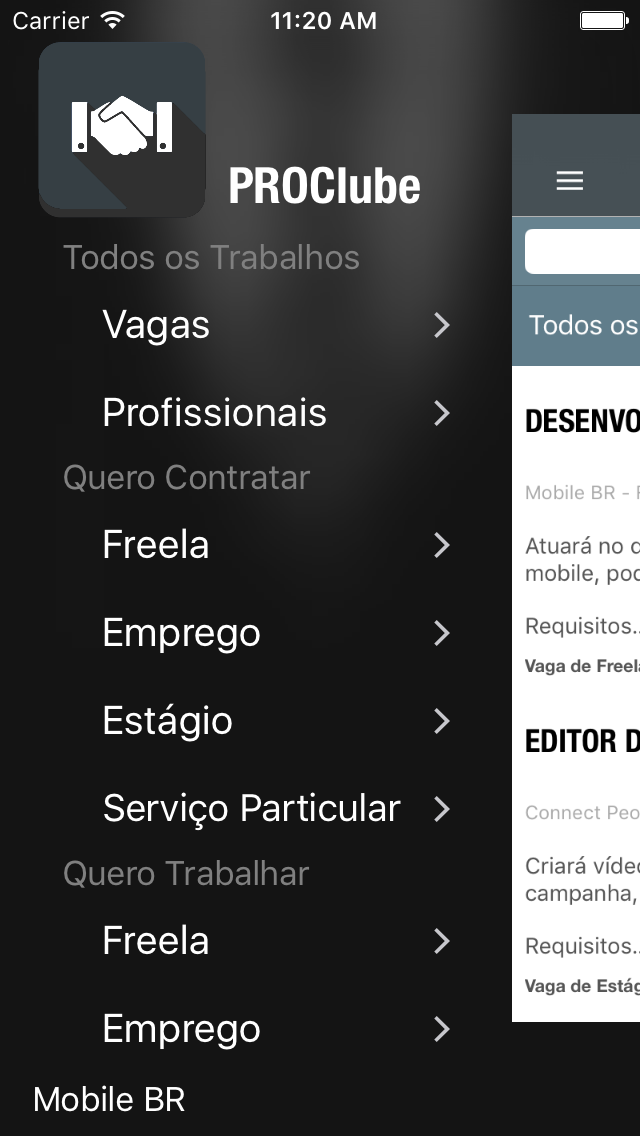 Carrier 11:20 AM
PROClube
Todos os Trabalhos
Vagas
Profissionais
Quero Contratar
Freela
Emprego
Estágio
Serviço Particular
Quero Trabalhar
Freela
Emprego
Mobile BR
Todos os
DESENVO
Mobile BR -
Atuará no
mobile, poc
Requisitos..
Vaga de Freela
EDITOR D
Connect Peo
Criará vídeo
campanha,
Requisitos..
Vaga de Estág